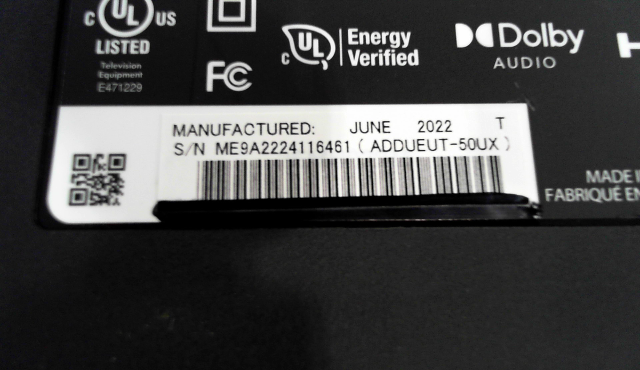 C UL US
LISTED
Television
Equipment
E471229
FC
C UL
Energy
Verified
Dolby
AUDIO
H
MANUFACTURED: JUNE 2022 T
S/N ME9A2224116461 ( ADDUEUT-50UX )
MADE I
FABRIQUÉ EN